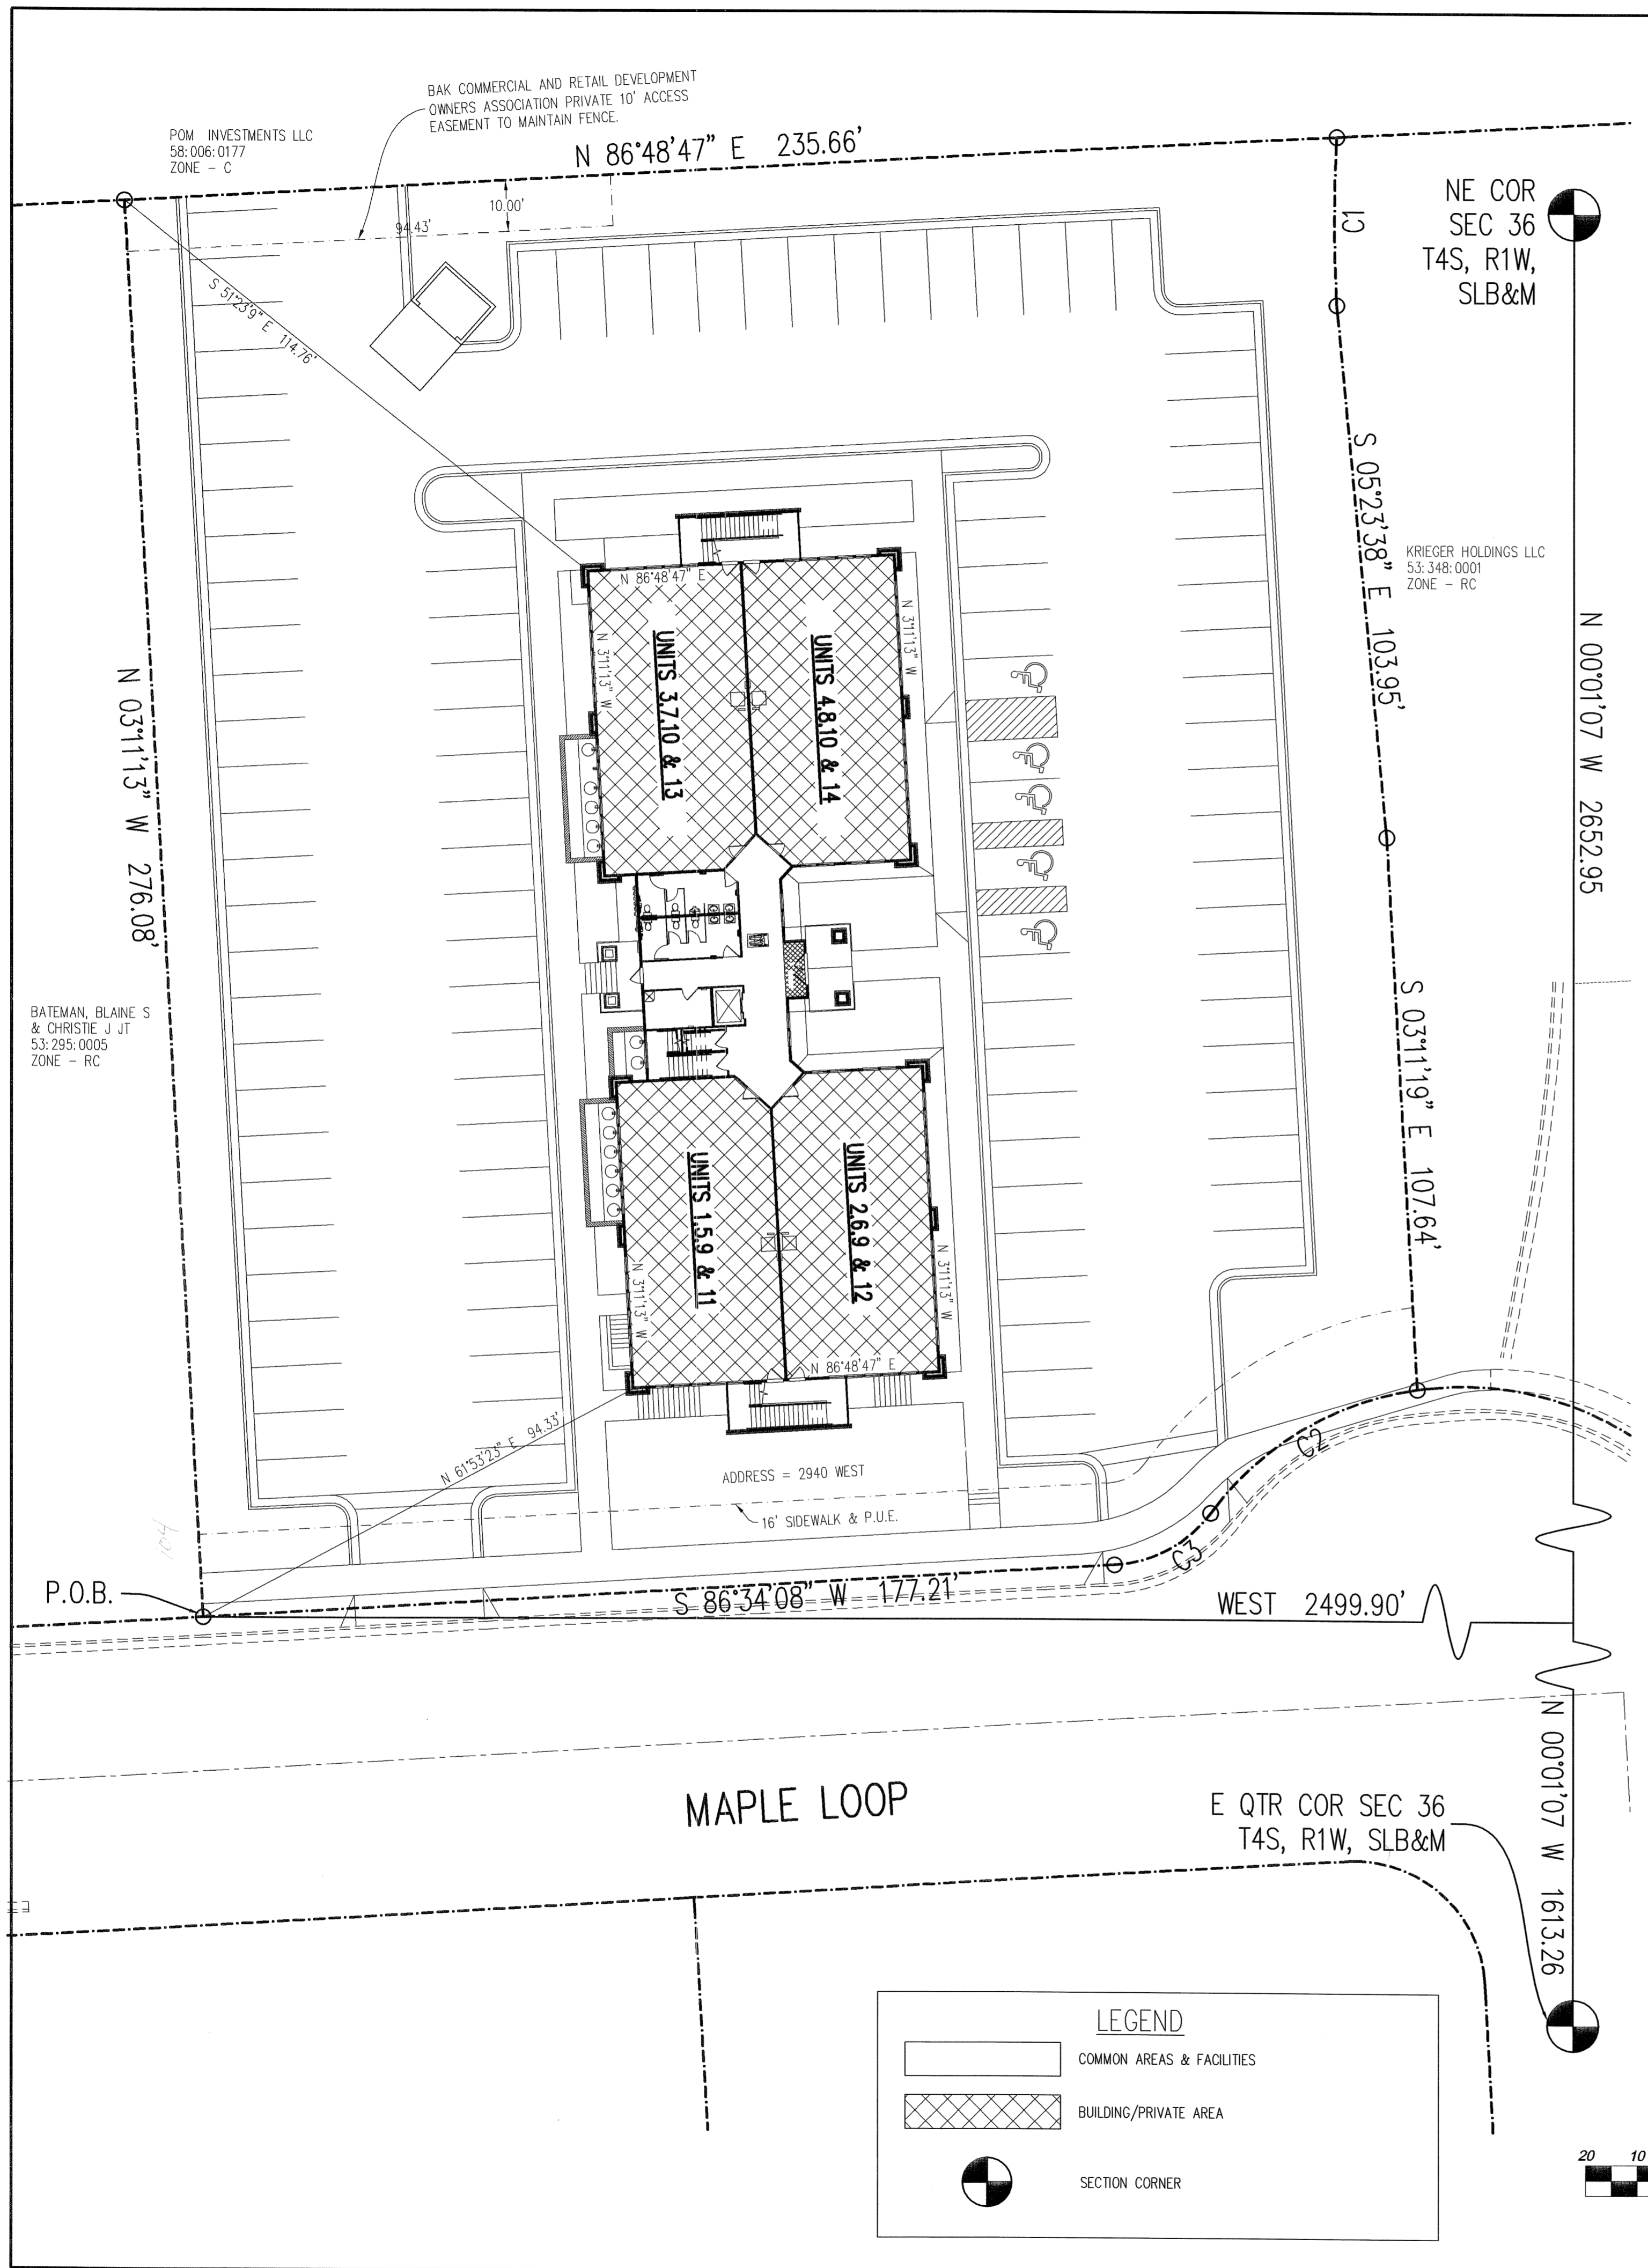 BAK COMMERCIAL AND RETAIL DEVELOPMENT
OWNERS ASSOCIATION PRIVATE 10' ACCESS
EASEMENT TO MAINTAIN FENCE.
POM INVESTMENTS LLC
58:006:0177
ZONE - C
N 86°48'47" E 235.66'
10.00'
94.43'
C1
NE COR
SEC 36
T4S, R1W,
SLB&M
S 51°23'9" E 114.76'
S 05°23'38" E 103.95'
KRIEGER HOLDINGS LLC
53:348:0001
ZONE - RC
N 00°01'07 W 2652.95
N 86°48'47" E
N 3°11'13" W
UNITS 3,7,10 & 13
UNITS 4,8,10 & 14
N 3°11'13" W
N 03°11'13" W 276.08'
BATEMAN, BLAINE S
& CHRISTIE J JT
53:295:0005
ZONE - RC
S 03°11'19" E 107.64'
UNITS 1,5,9 & 11
UNITS 2,6,9 & 12
N 3°11'13" W
N 3°11'13" W
N 86°48'47" E
N 61°53'23" E 94.33'
C2
ADDRESS = 2940 WEST
16' SIDEWALK & P.U.E.
104
C3
P.O.B.
S 86°34'08" W 177.21'
WEST 2499.90'
MAPLE LOOP
E QTR COR SEC 36
T4S, R1W, SLB&M
N 00°01'07 W 1613.26
LEGEND
COMMON AREAS & FACILITIES
BUILDING/PRIVATE AREA
SECTION CORNER
20 10